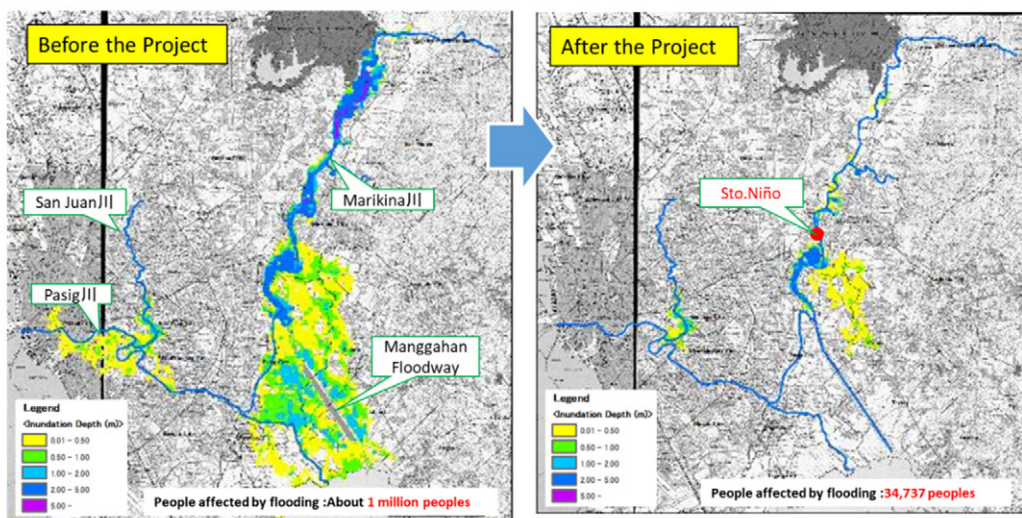 Before the Project
San Juan川
Marikina川
Pasig川
Manggahan
Floodway
Legend
<Inundation Depth (m)>
0.01 - 0.50
0.50 - 1.00
1.00 - 2.00
2.00 - 5.00
5.00 -
People affected by flooding :About 1 million peoples
After the Project
Sto.Niño
Legend
<Inundation Depth (m)>
0.01 - 0.50
0.50 - 1.00
1.00 - 2.00
2.00 - 5.00
5.00 -
People affected by flooding :34,737 peoples